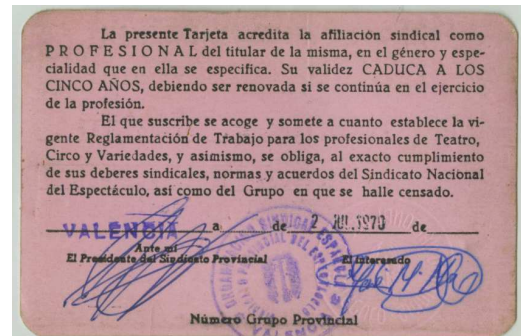 La presente Tarjeta acredita la afiliación sindical como
PROFESIONAL del titular de la misma, en el género y espe-
cialidad que en ella se especifica. Su validez CADUCA A LOS
CINCO AÑOS, debiendo ser renovada si se continúa en el ejercicio
de la profesión.
El que suscribe se acoge y somete a cuanto establece la vi-
gente Reglamentación de Trabajo para los profesionales de Teatro,
Circo y Variedades, y asimismo, se obliga, al exacto cumplimiento
de sus deberes sindicales, normas y acuerdos del Sindicato Nacional
del Espectáculo, así como del Grupo en que se halle censado.
VALENCIA a de 2 JUL.1970 de
Ante mí
El Presidente del Sindicato Provincial El interesado
Número Grupo Provincial